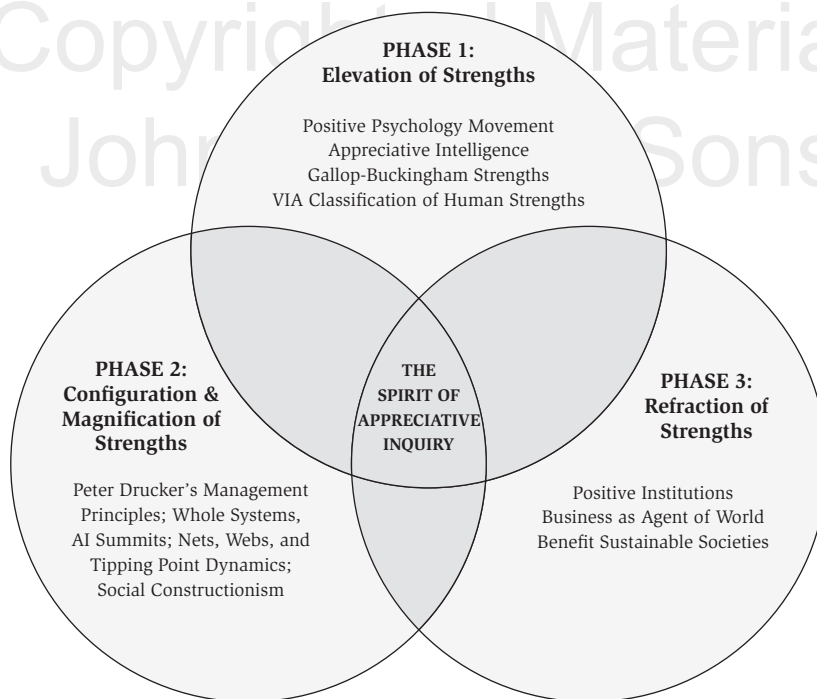 Copyrighted Material
John Sons
PHASE 1:
Elevation of Strengths
Positive Psychology Movement
Appreciative Intelligence
Gallop-Buckingham Strengths
VIA Classification of Human Strengths
PHASE 2:
Configuration &
Magnification of
Strengths
Peter Drucker's Management
Principles; Whole Systems,
AI Summits; Nets, Webs, and
Tipping Point Dynamics;
Social Constructionism
THE
SPIRIT OF
APPRECIATIVE
INQUIRY
PHASE 3:
Refraction of
Strengths
Positive Institutions
Business as Agent of World
Benefit Sustainable Societies